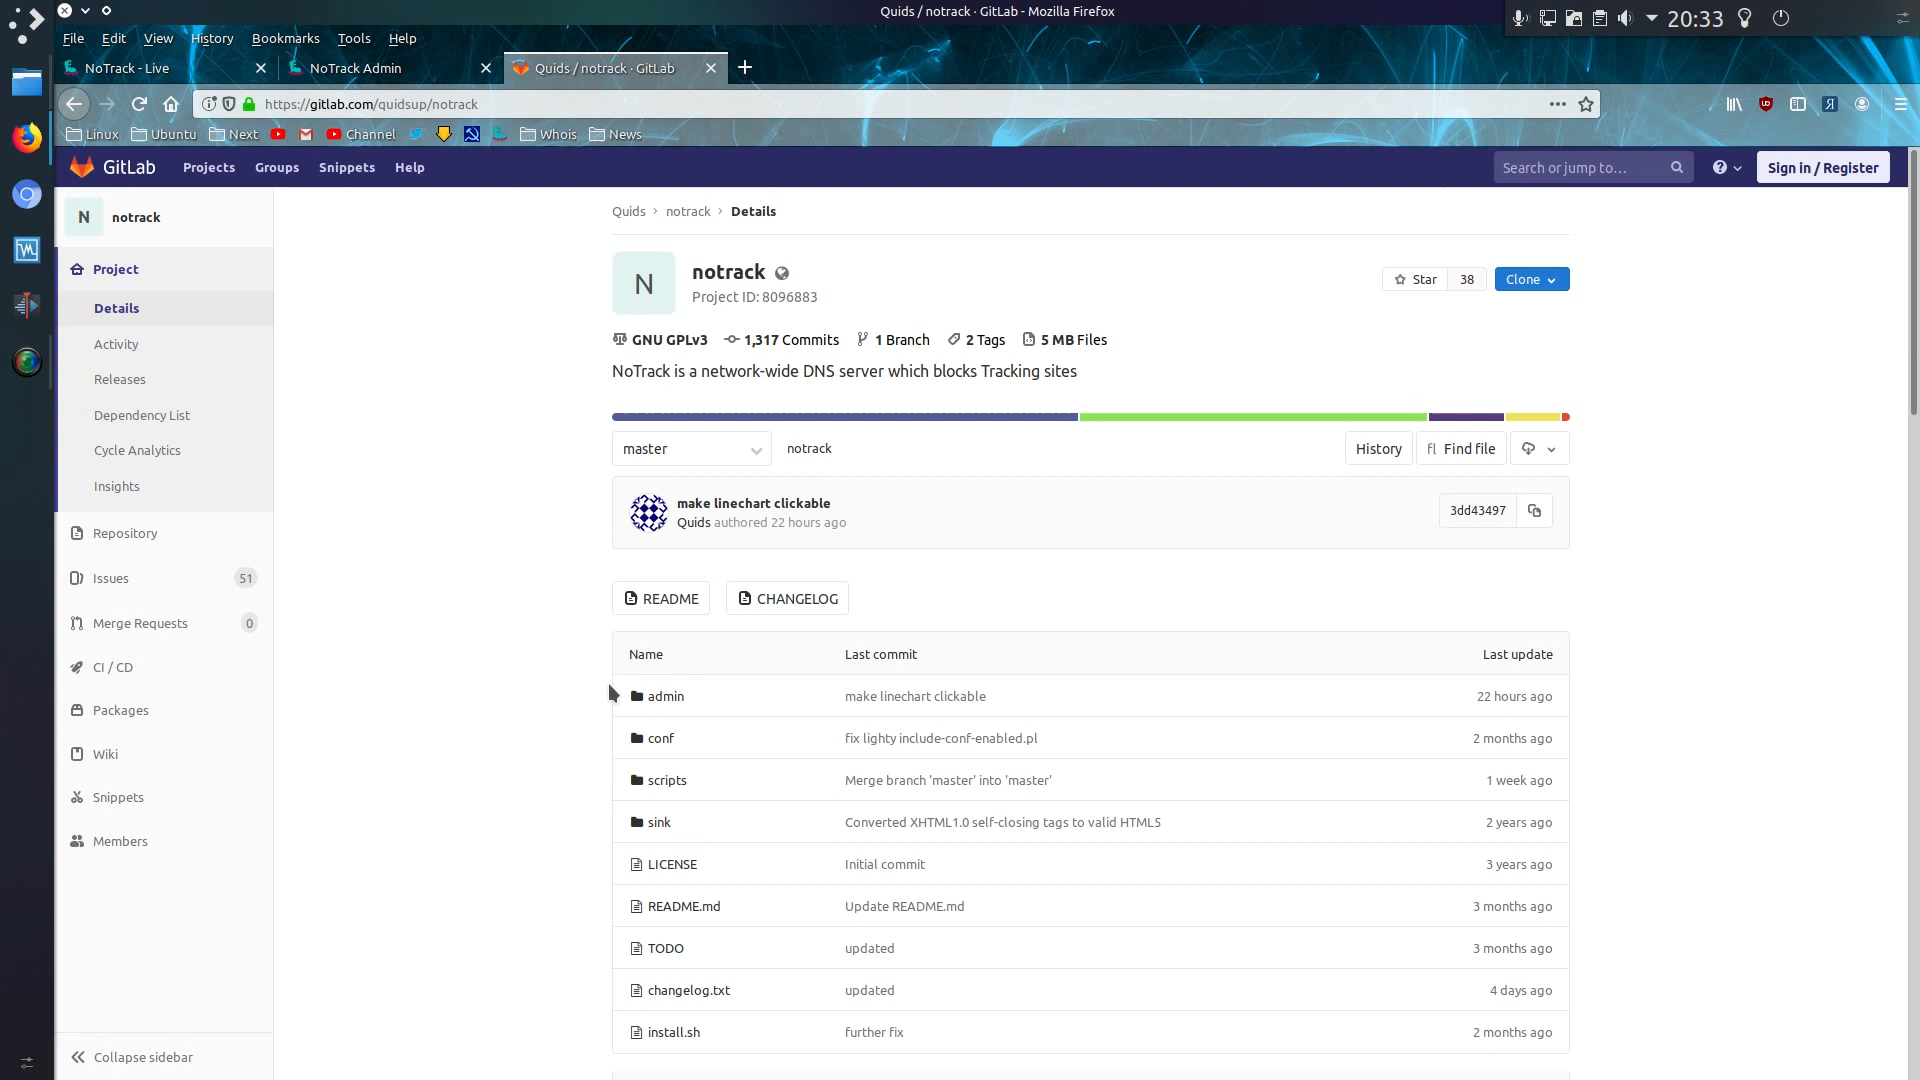 Quids / notrack · GitLab - Mozilla Firefox
20:33
File Edit View History Bookmarks Tools Help
NoTrack - Live
NoTrack Admin
Quids / notrack · GitLab
https://gitlab.com/quidsup/notrack
Linux Ubuntu Next Channel Whois News
GitLab Projects Groups Snippets Help
Search or jump to…
Sign in / Register
N notrack
Project
Details
Activity
Releases
Dependency List
Cycle Analytics
Insights
Repository
Issues 51
Merge Requests 0
CI / CD
Packages
Wiki
Snippets
Members
Collapse sidebar
Quids › notrack › Details
N
notrack
Project ID: 8096883
Star 38
Clone
GNU GPLv3 1,317 Commits 1 Branch 2 Tags 5 MB Files
NoTrack is a network-wide DNS server which blocks Tracking sites
master
notrack
History
fl Find file
make linechart clickable
Quids authored 22 hours ago
3dd43497
README
CHANGELOG
Name Last commit Last update
admin make linechart clickable 22 hours ago
conf fix lighty include-conf-enabled.pl 2 months ago
scripts Merge branch 'master' into 'master' 1 week ago
sink Converted XHTML1.0 self-closing tags to valid HTML5 2 years ago
LICENSE Initial commit 3 years ago
README.md Update README.md 3 months ago
TODO updated 3 months ago
changelog.txt updated 4 days ago
install.sh further fix 2 months ago